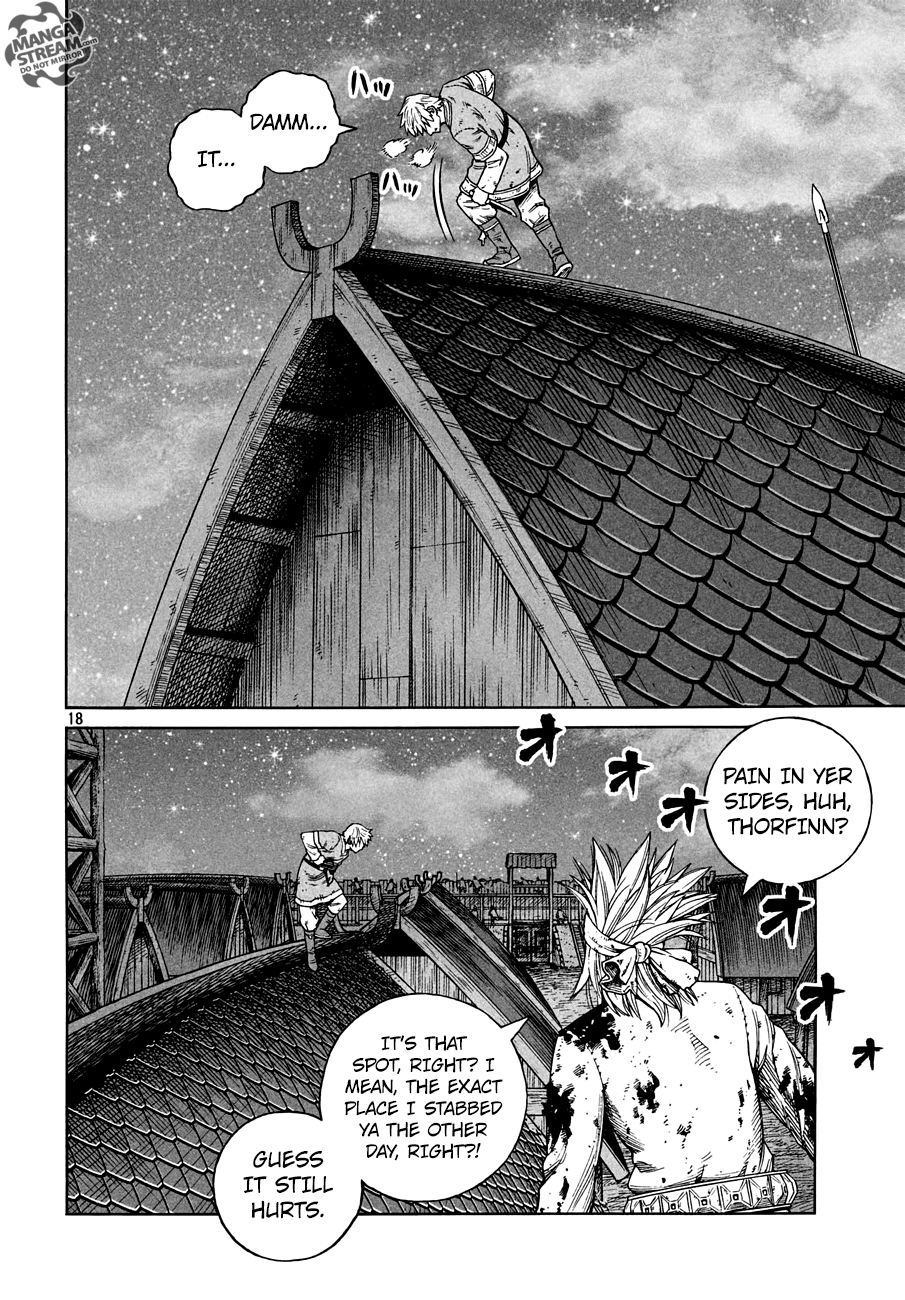 MANGA
STREAM.com
DO NOT MIRROR
ハッ
DAMM...
IT...
ハッ
18
オ
オ
オ
オ
オ
オ
PAIN IN YER
SIDES, HUH,
THORFINN?
IT'S THAT
SPOT, RIGHT? I
MEAN, THE EXACT
PLACE I STABBED
YA THE OTHER
DAY, RIGHT?!
GUESS
IT STILL
HURTS.